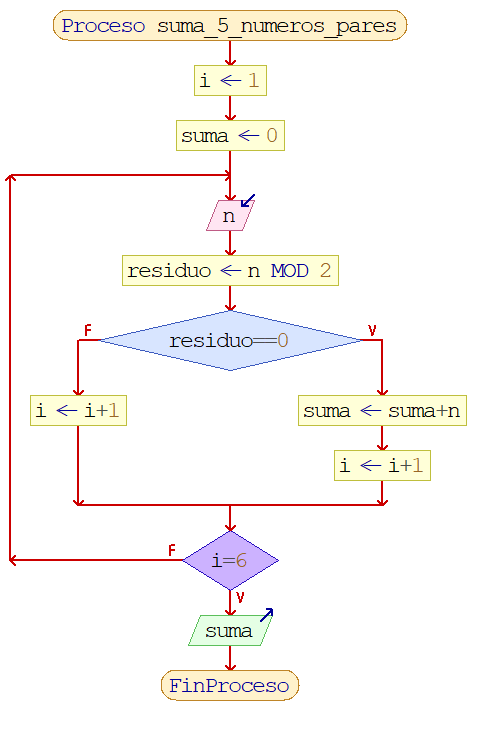 Proceso suma_5_numeros_pares
i ← 1
suma ← 0
n
residuo ← n MOD 2
F
V
residuo==0
i ← i+1
suma ← suma+n
i ← i+1
F
i=6
V
suma
FinProceso